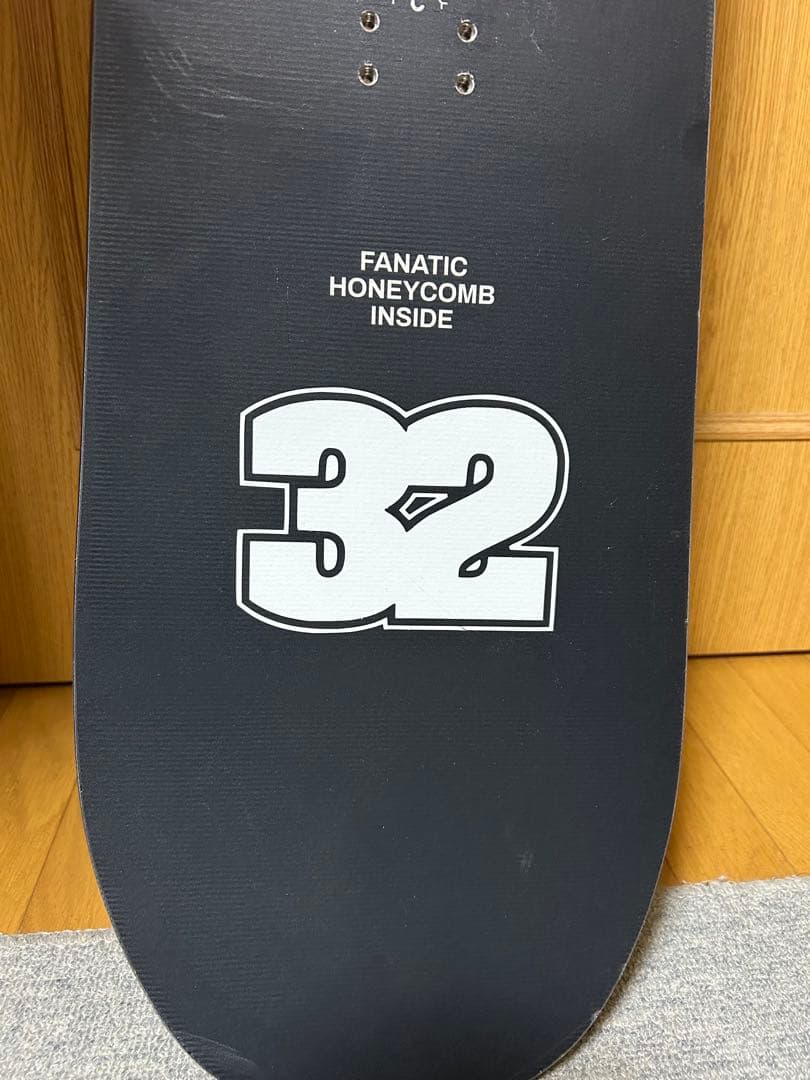 FANATIC
HONEYCOMB
INSIDE
32